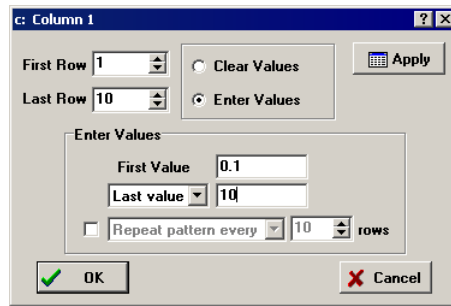 c: Column 1
First Row 1
Clear Values
Apply
Last Row 10
Enter Values
Enter Values
First Value 0.1
Last value 10
Repeat pattern every 10 rows
OK
Cancel